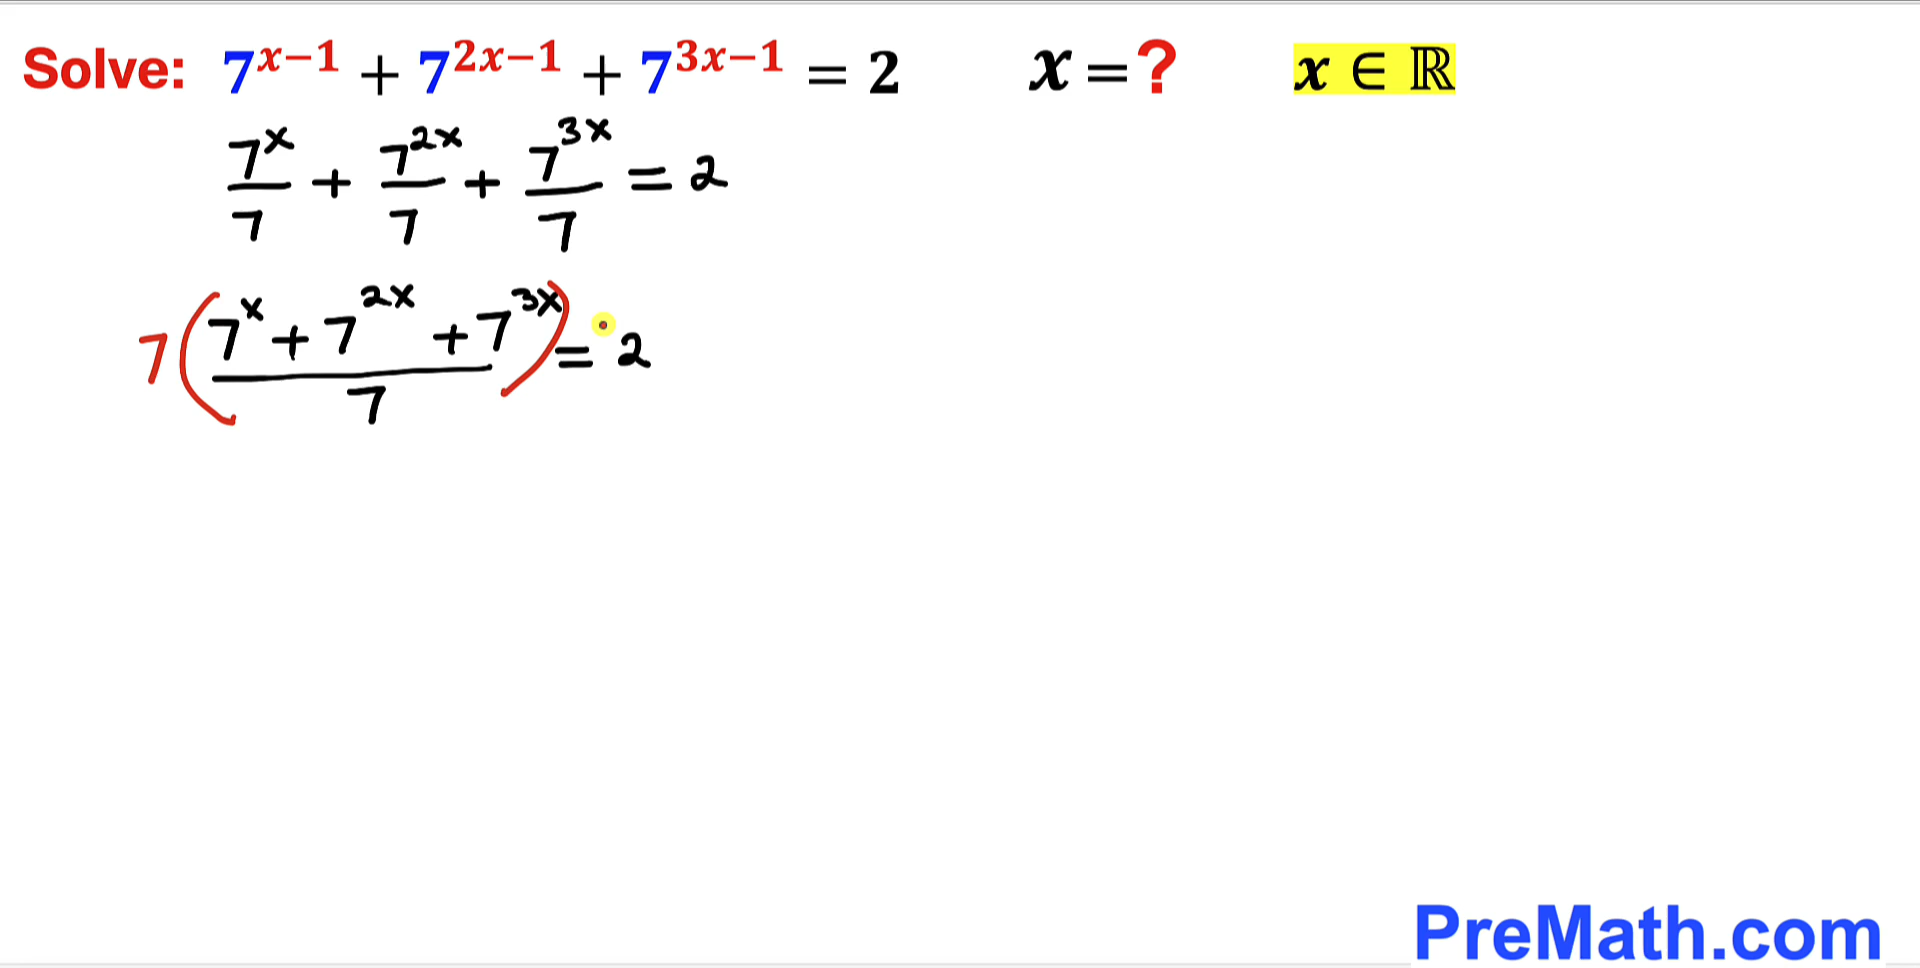 Solve: 7^{x−1} + 7^{2x−1} + 7^{3x−1} = 2 x = ? x ∈ ℝ
7^x/7 + 7^{2x}/7 + 7^{3x}/7 = 2
7((7^x + 7^{2x} + 7^{3x})/7) = 2
PreMath.com